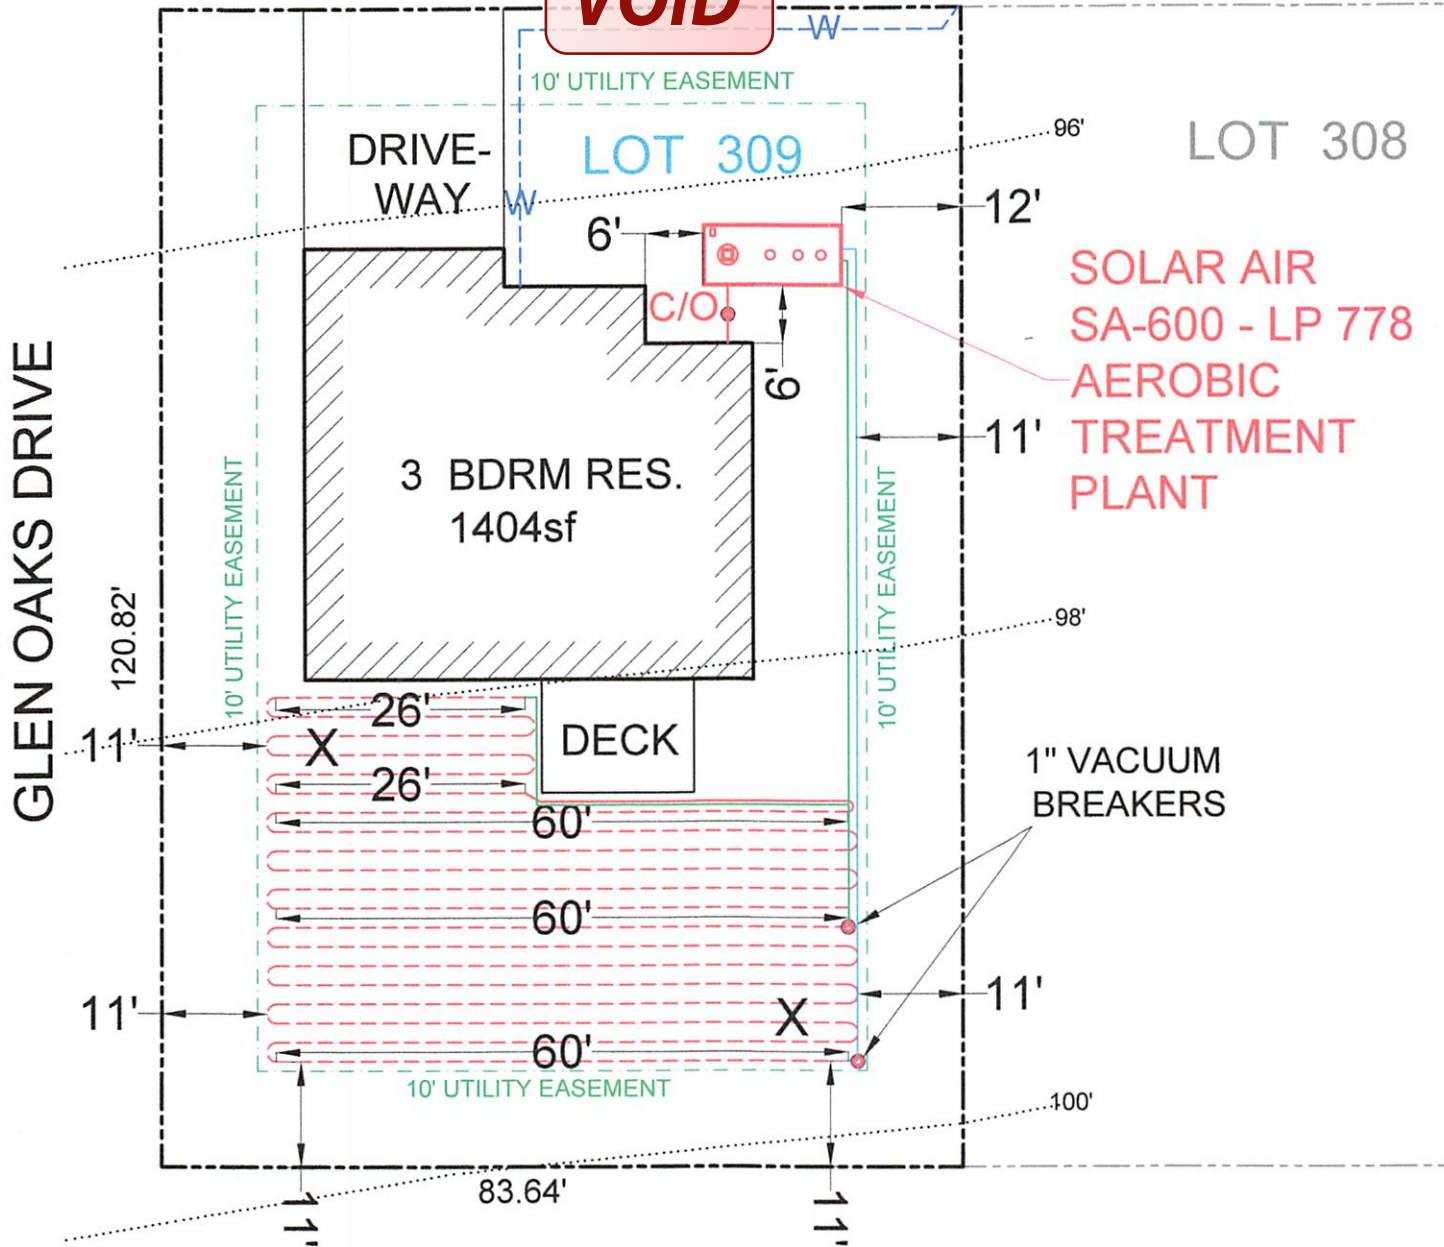 VOID
W
10' UTILITY EASEMENT
96'
DRIVE-
WAY
LOT 309
LOT 308
W
12'
6'
C/O
SOLAR AIR
SA-600 - LP 778
AEROBIC
TREATMENT
PLANT
6'
11'
3 BDRM RES.
1404sf
GLEN OAKS DRIVE
120.82'
10' UTILITY EASEMENT
10' UTILITY EASEMENT
98'
26'
11'
X
DECK
26'
1" VACUUM
BREAKERS
60'
60'
11'
X
11'
60'
10' UTILITY EASEMENT
100'
83.64'
11'
11'